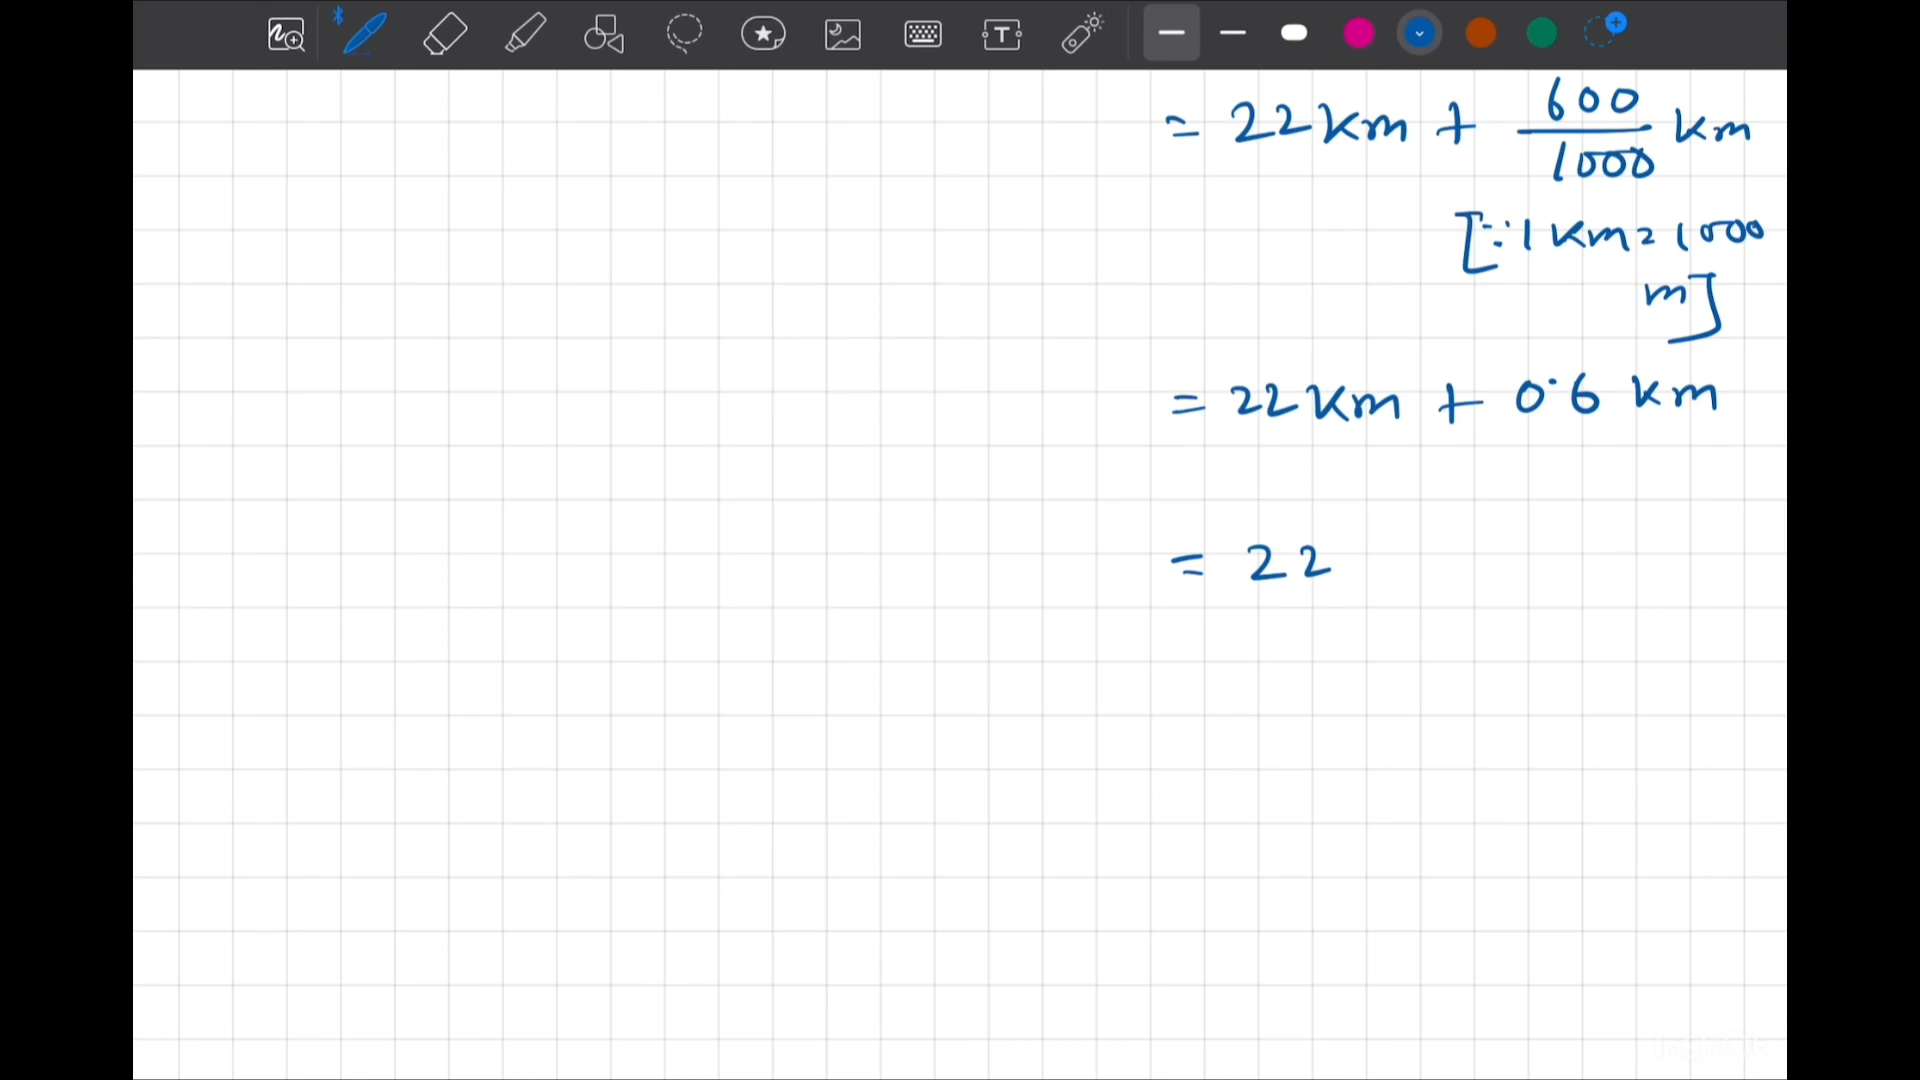 = 22 km + 600/1000 km
[∵ 1 km = 1000
m]
= 22 km + 0.6 km
= 22